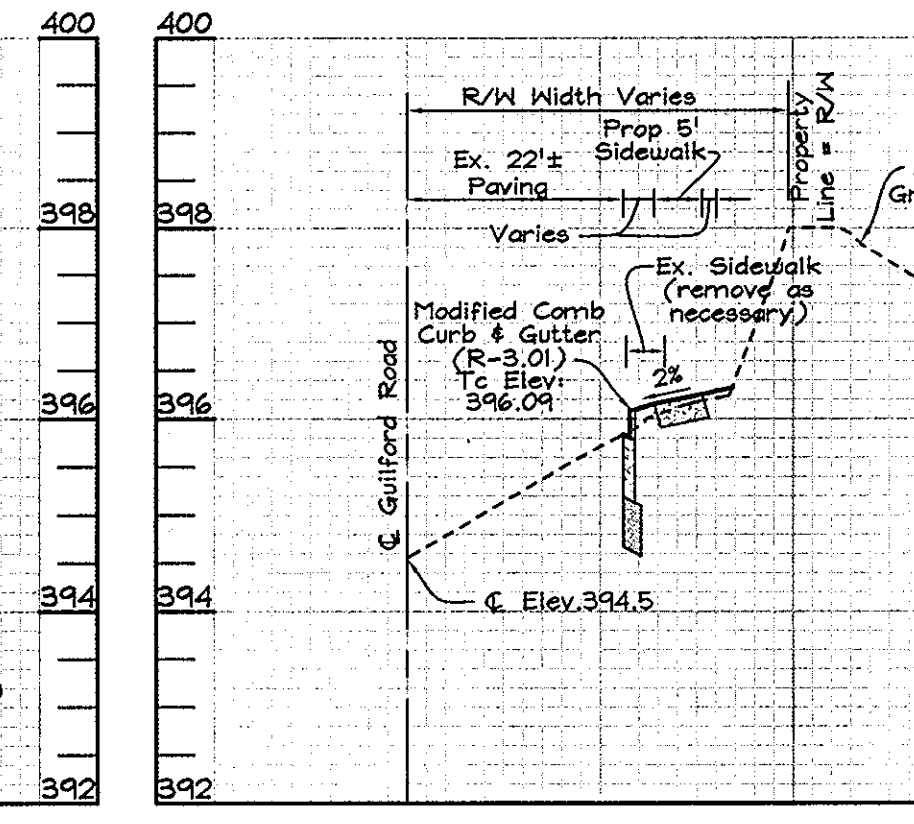 400
400
R/W Width Varies
Prop 5'
Sidewalk
Ex. 22'±
Paving
Property
Line = R/W
398
398
Varies
Ex. Sidewalk
(remove as
necessary)
Modified Comb
Curb & Gutter
(R-3.01)
Tc Elev:
396.09
2%
396
396
℄ Guilford Road
394
394
℄ Elev.394.5
392
392